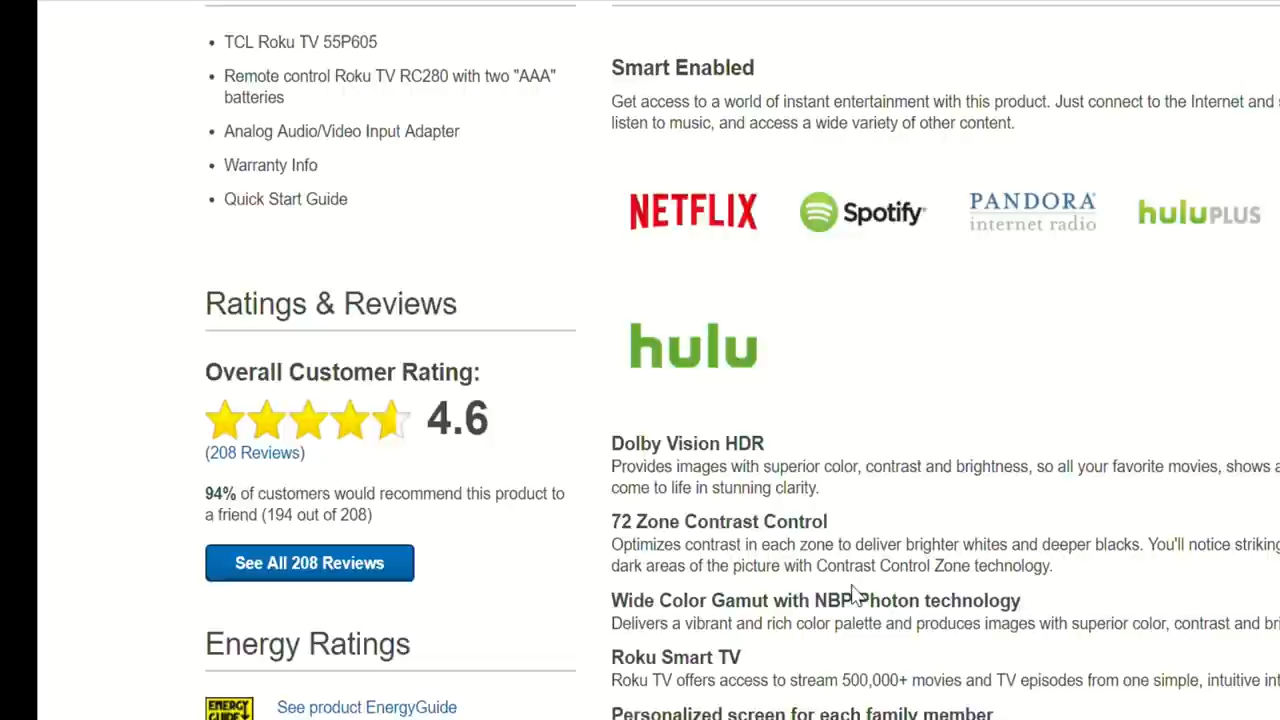 TCL Roku TV 55P605
Remote control Roku TV RC280 with two "AAA"
batteries
Analog Audio/Video Input Adapter
Warranty Info
Quick Start Guide
Ratings & Reviews
Overall Customer Rating:
4.6
(208 Reviews)
94% of customers would recommend this product to
a friend (194 out of 208)
See All 208 Reviews
Energy Ratings
ENERGY
GUIDE
See product EnergyGuide
Smart Enabled
Get access to a world of instant entertainment with this product. Just connect to the Internet and
listen to music, and access a wide variety of other content.
NETFLIX
Spotify
PANDORA
internet radio
huluPLUS
hulu
Dolby Vision HDR
Provides images with superior color, contrast and brightness, so all your favorite movies, shows
come to life in stunning clarity.
72 Zone Contrast Control
Optimizes contrast in each zone to deliver brighter whites and deeper blacks. You'll notice
dark areas of the picture with Contrast Control Zone technology.
Wide Color Gamut with NBP Photon technology
Delivers a vibrant and rich color palette and produces images with superior color, contrast and
Roku Smart TV
Roku TV offers access to stream 500,000+ movies and TV episodes from one simple, intuitive
Personalized screen for each family member